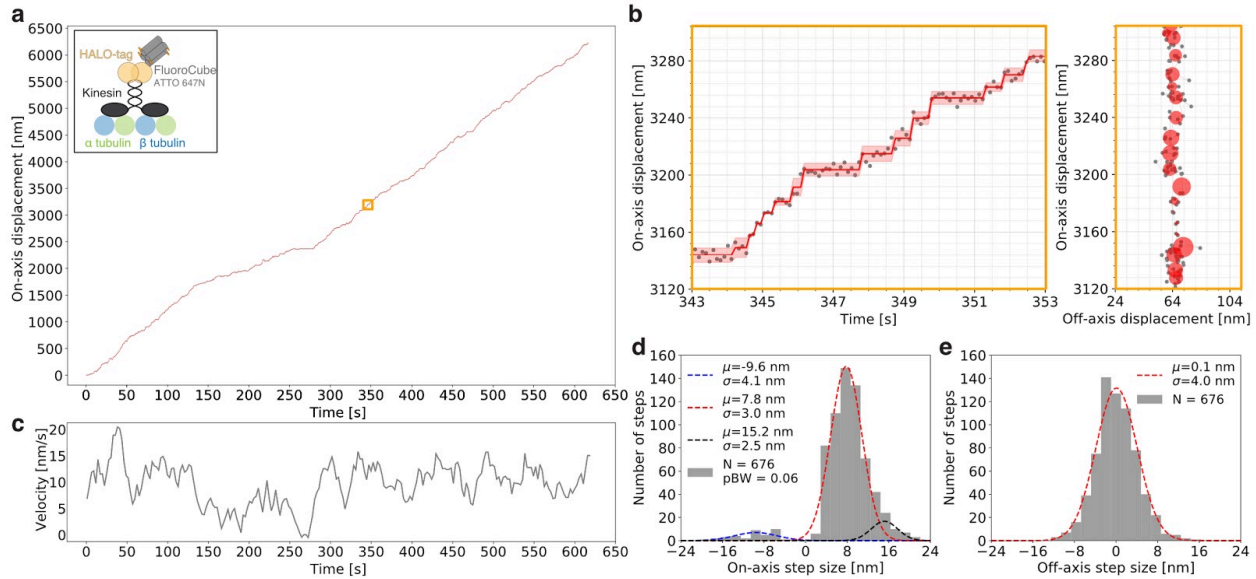 a
6500
6000
5500
5000
4500
4000
3500
3000
2500
2000
1500
1000
500
0
On-axis displacement [nm]
HALO-tag
FluoroCube
ATTO 647N
Kinesin
α tubulin β tubulin
0 50 100 150 200 250 300 350 400 450 500 550 600 650
Time [s]
b
3280
3240
3200
3160
3120
On-axis displacement [nm]
343 345 347 349 351 353
Time [s]
3280
3240
3200
3160
3120
On-axis displacement [nm]
24 64 104
Off-axis displacement [nm]
c
20
15
10
5
0
Velocity [nm/s]
0 50 100 150 200 250 300 350 400 450 500 550 600 650
Time [s]
d
160
140
120
100
80
60
40
20
0
Number of steps
μ=-9.6 nm
σ=4.1 nm
μ=7.8 nm
σ=3.0 nm
μ=15.2 nm
σ=2.5 nm
N = 676
pBW = 0.06
−24 −16 −8 0 8 16 24
On-axis step size [nm]
e
160
140
120
100
80
60
40
20
0
Number of steps
μ=0.1 nm
σ=4.0 nm
N = 676
−24 −16 −8 0 8 16 24
Off-axis step size [nm]